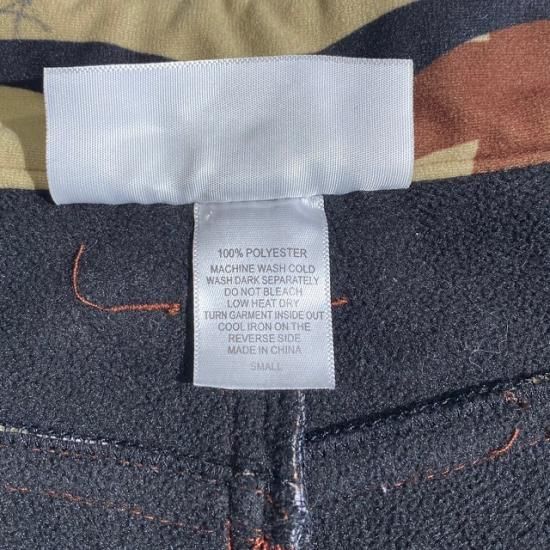 100% POLYESTER
MACHINE WASH COLD
WASH DARK SEPARATELY
DO NOT BLEACH
LOW HEAT DRY
TURN GARMENT INSIDE OUT
COOL IRON ON THE
REVERSE SIDE
MADE IN CHINA
SMALL